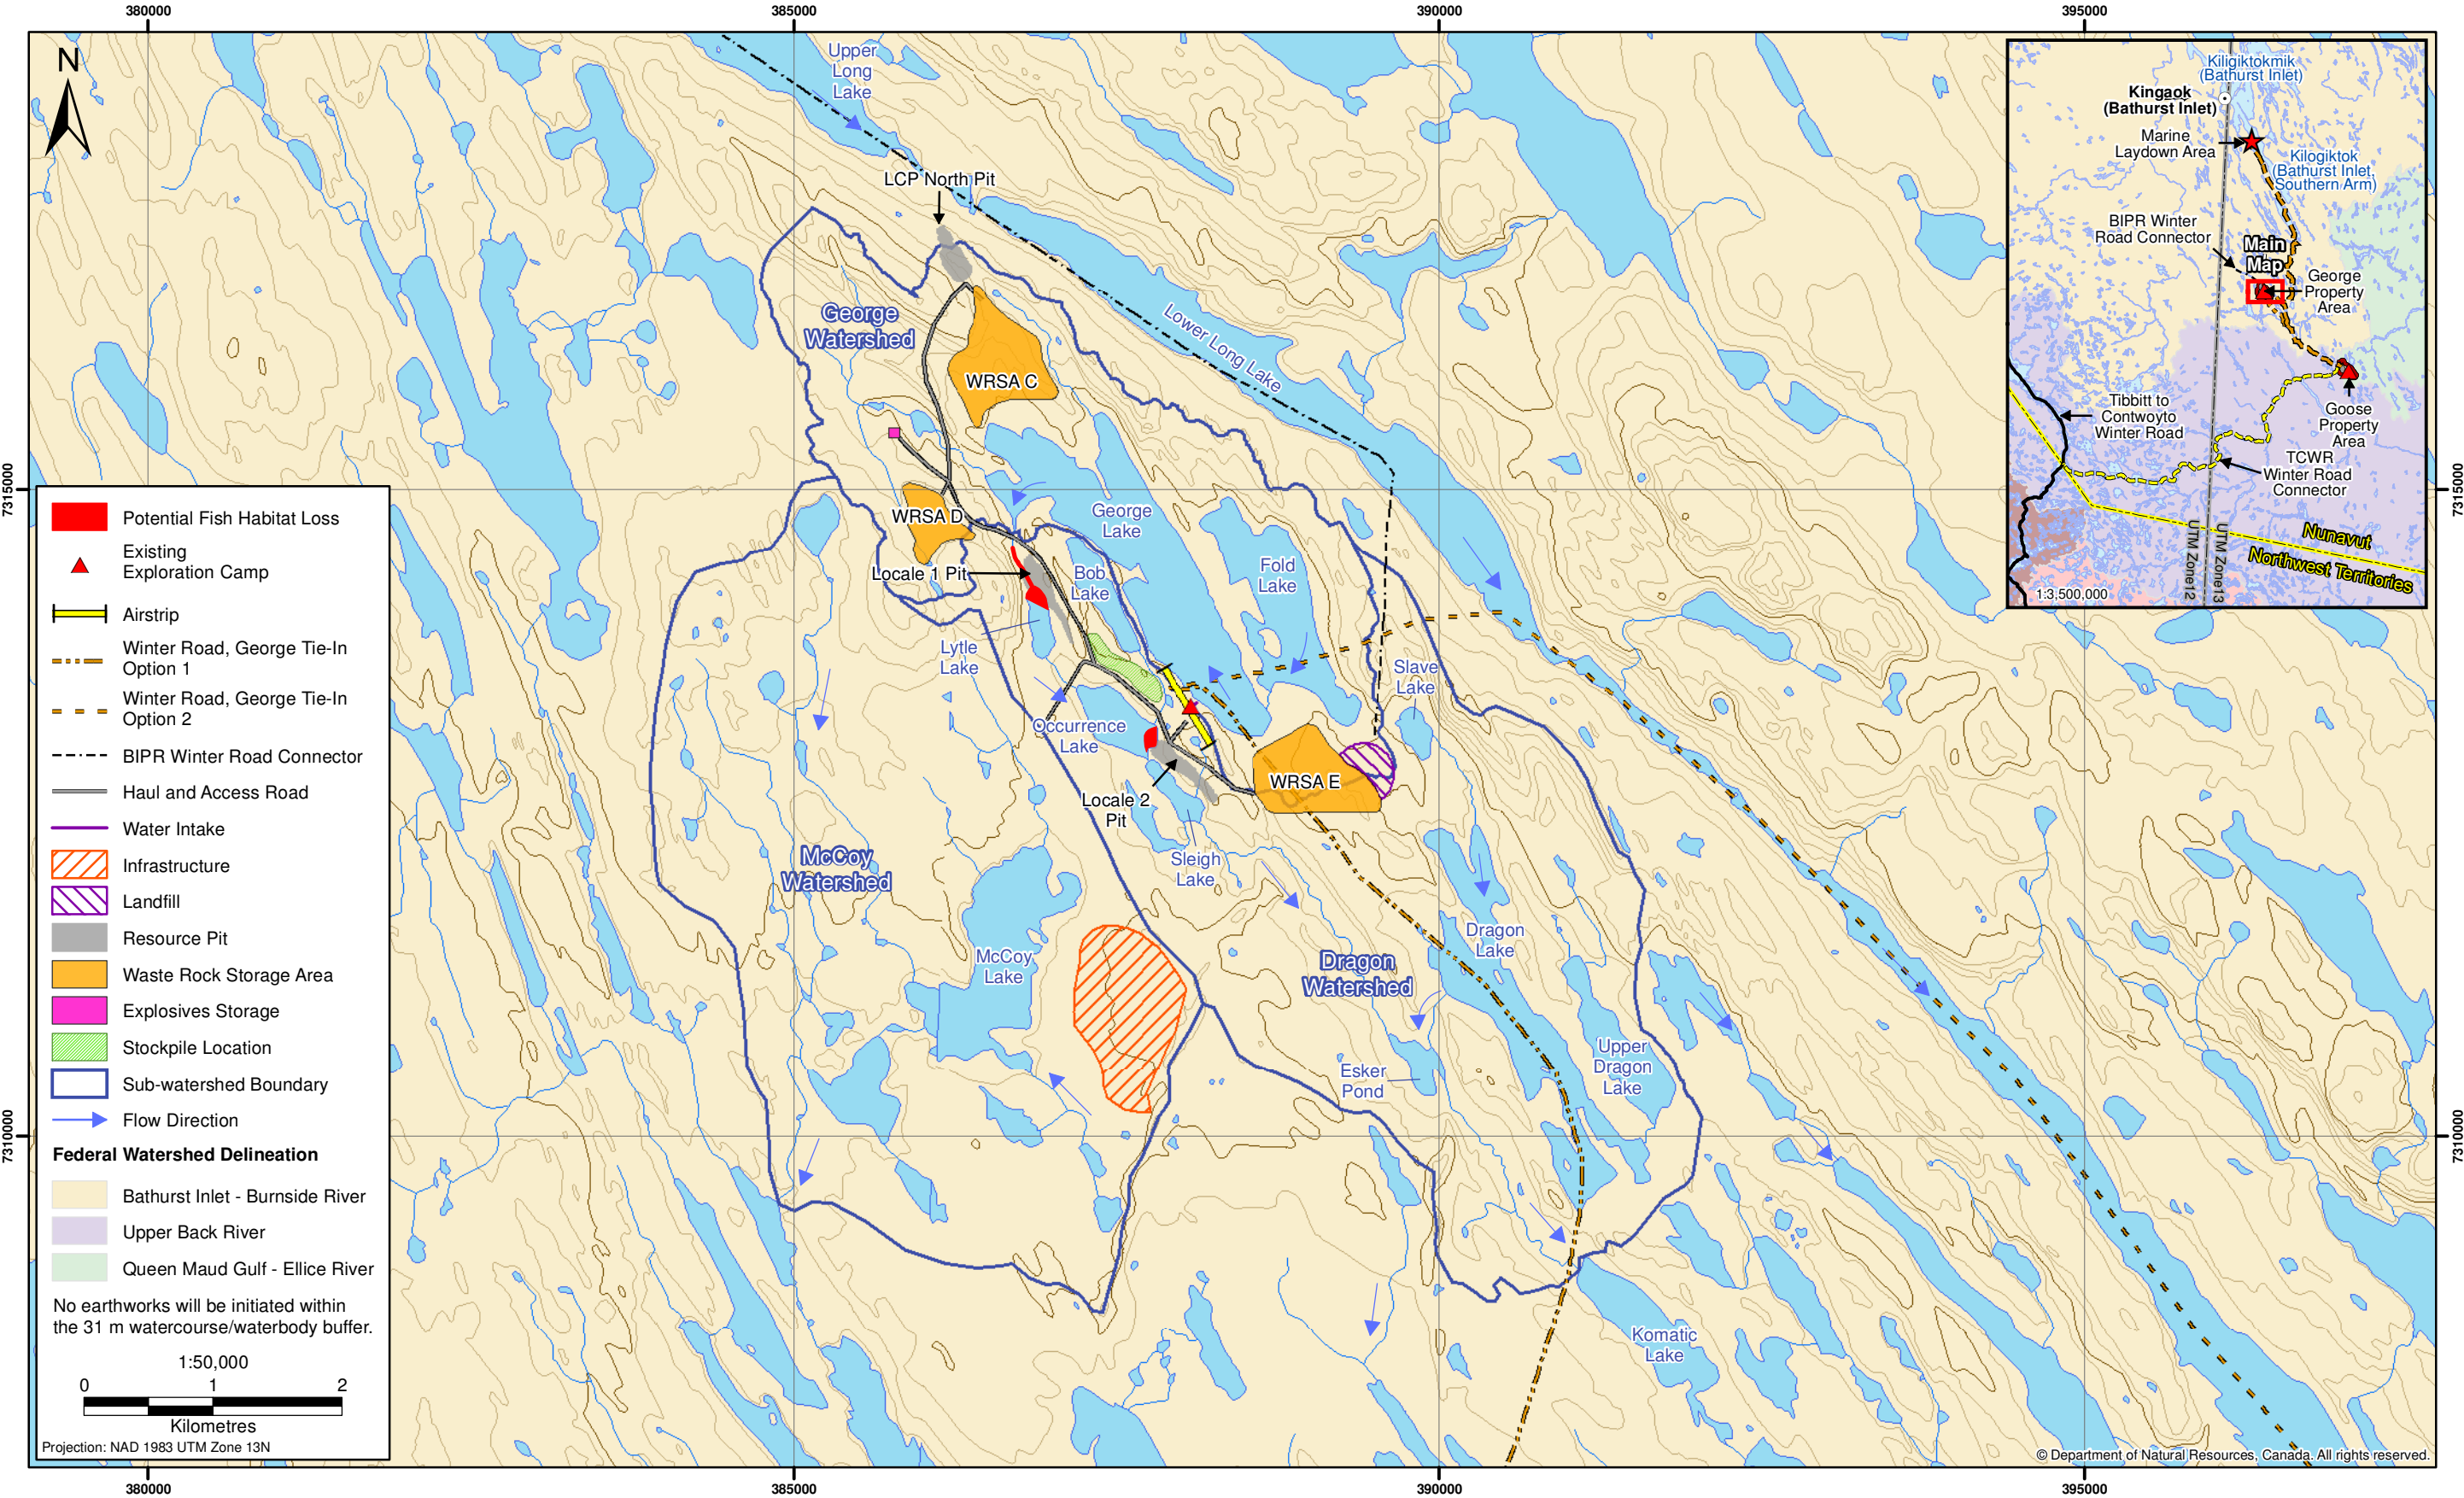 380000
385000
390000
395000
N
Upper
Long
Lake
LCP North Pit
George
Watershed
WRSA C
Lower Long Lake
WRSA D
George
Lake
Locale 1 Pit
Bob
Lake
Fold
Lake
Lytle
Lake
Slave
Lake
Occurrence
Lake
WRSA E
Locale 2
Pit
Sleigh
Lake
McCoy
Watershed
McCoy
Lake
Dragon
Lake
Dragon
Watershed
Upper
Dragon
Lake
Esker
Pond
Komatic
Lake
7315000
7310000
7315000
7310000
Kiligiktokmik
(Bathurst Inlet)
Kingaok
(Bathurst Inlet)
Marine
Laydown Area
Kilogiktok
(Bathurst Inlet,
Southern Arm)
BIPR Winter
Road Connector
Main
Map
George
Property
Area
Tibbitt to
Contwoyto
Winter Road
Goose
Property
Area
TCWR
Winter Road
Connector
UTM Zone12
UTM Zone13
Nunavut
Northwest Territories
1:3,500,000
Potential Fish Habitat Loss
Existing
Exploration Camp
Airstrip
Winter Road, George Tie-In
Option 1
Winter Road, George Tie-In
Option 2
BIPR Winter Road Connector
Haul and Access Road
Water Intake
Infrastructure
Landfill
Resource Pit
Waste Rock Storage Area
Explosives Storage
Stockpile Location
Sub-watershed Boundary
Flow Direction
Federal Watershed Delineation
Bathurst Inlet - Burnside River
Upper Back River
Queen Maud Gulf - Ellice River
No earthworks will be initiated within
the 31 m watercourse/waterbody buffer.
1:50,000
0 1 2
Kilometres
Projection: NAD 1983 UTM Zone 13N
© Department of Natural Resources, Canada. All rights reserved.
380000
385000
390000
395000